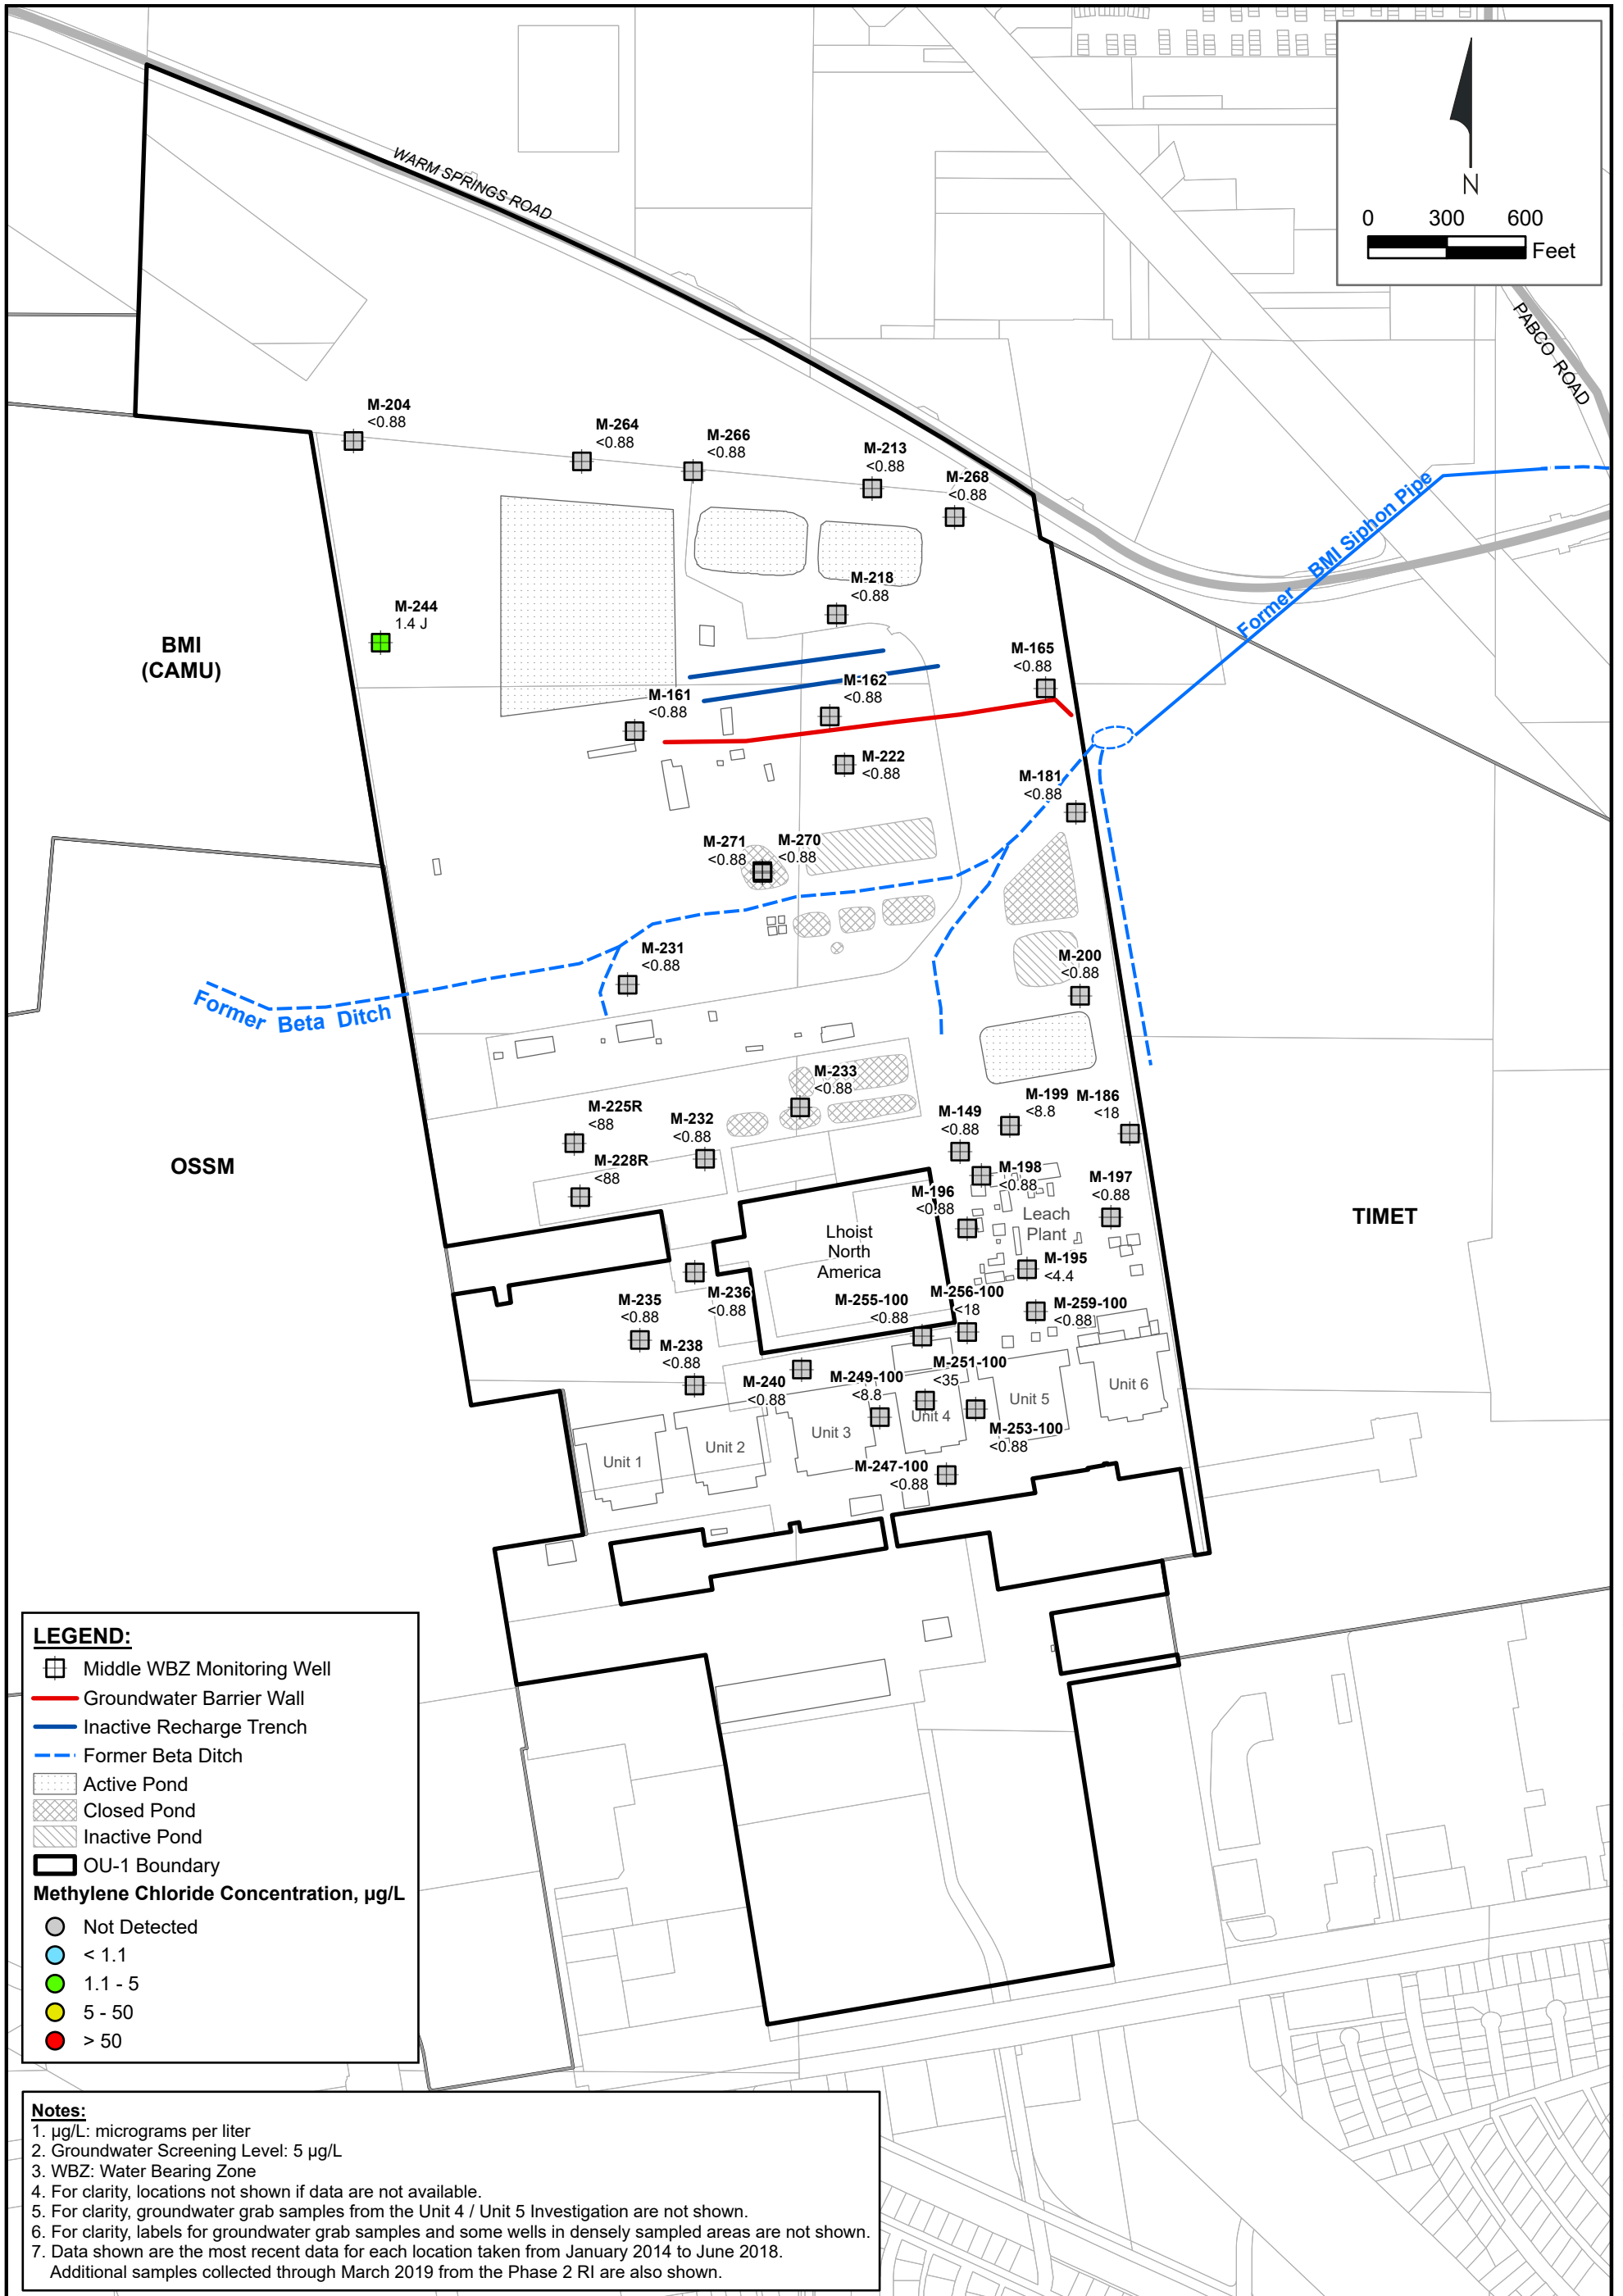 WARM SPRINGS ROAD
N
0 300 600
Feet
PABCO ROAD
M-204
<0.88
M-264
<0.88
M-266
<0.88
M-213
<0.88
M-268
<0.88
Former BMI Siphon Pipe
M-218
<0.88
M-244
1.4 J
BMI
(CAMU)
M-165
<0.88
M-161
<0.88
M-162
<0.88
M-222
<0.88
M-181
<0.88
M-271
<0.88
M-270
<0.88
M-231
<0.88
M-200
<0.88
Former Beta Ditch
M-233
<0.88
M-225R
<88
M-232
<0.88
M-149
<0.88
M-199
<8.8
M-186
<18
OSSM
M-228R
<88
M-198
<0.88
M-196
<0.88
M-197
<0.88
Leach
Plant
TIMET
Lhoist
North
America
M-195
<4.4
M-236
<0.88
M-235
<0.88
M-255-100
<0.88
M-256-100
<18
M-259-100
<0.88
M-238
<0.88
M-240
<0.88
M-249-100
<8.8
M-251-100
<35
M-253-100
<0.88
Unit 6
Unit 5
Unit 4
Unit 3
Unit 2
Unit 1
M-247-100
<0.88
LEGEND:
Middle WBZ Monitoring Well
Groundwater Barrier Wall
Inactive Recharge Trench
Former Beta Ditch
Active Pond
Closed Pond
Inactive Pond
OU-1 Boundary
Methylene Chloride Concentration, µg/L
Not Detected
< 1.1
1.1 - 5
5 - 50
> 50
Notes:
1. µg/L: micrograms per liter
2. Groundwater Screening Level: 5 µg/L
3. WBZ: Water Bearing Zone
4. For clarity, locations not shown if data are not available.
5. For clarity, groundwater grab samples from the Unit 4 / Unit 5 Investigation are not shown.
6. For clarity, labels for groundwater grab samples and some wells in densely sampled areas are not shown.
7. Data shown are the most recent data for each location taken from January 2014 to June 2018.
Additional samples collected through March 2019 from the Phase 2 RI are also shown.